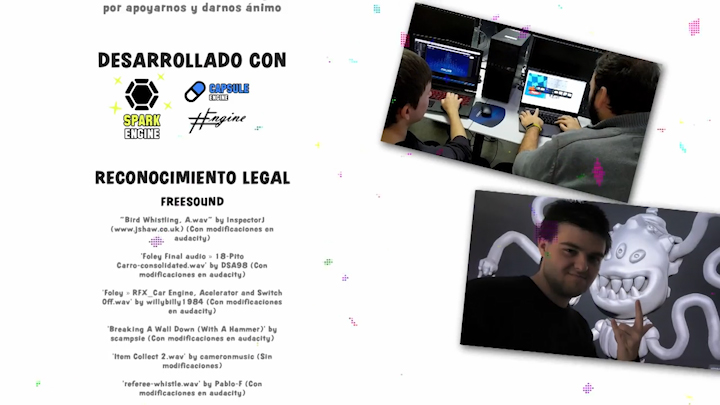 por apoyarnos y darnos ánimo
DESARROLLADO CON
SPARK
ENGINE
CAPSULE
ENGINE
#Engine
RECONOCIMIENTO LEGAL
FREESOUND
"Bird Whistling, A.wav" by InspectorJ
(www.jshaw.co.uk) (Con modificaciones en
audacity)
'Foley Final audio » 18-Pito
Carro-consolidated.wav' by DSA98 (Con
modificaciones en audacity)
'Foley » RFX_Car Engine, Acelerator and Switch
Off.wav' by willybilly1984 (Con modificaciones
en audacity)
'Breaking A Wall Down (With A Hammer)' by
scampsie (Con modificaciones en audacity)
'Item Collect 2.wav' by cameronmusic (Sin
modificaciones)
'referee-whistle.wav' by Pablo-F (Con
modificaciones en audacity)